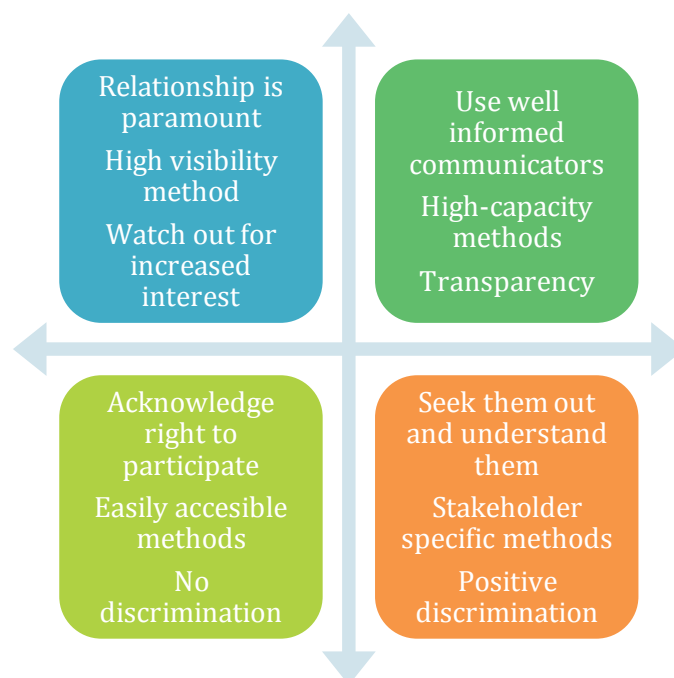 Relationship is
paramount
High visibility
method
Watch out for
increased
interest
Use well
informed
communicators
High-capacity
methods
Transparency
Acknowledge
right to
participate
Easily accesible
methods
No
discrimination
Seek them out
and understand
them
Stakeholder
specific methods
Positive
discrimination